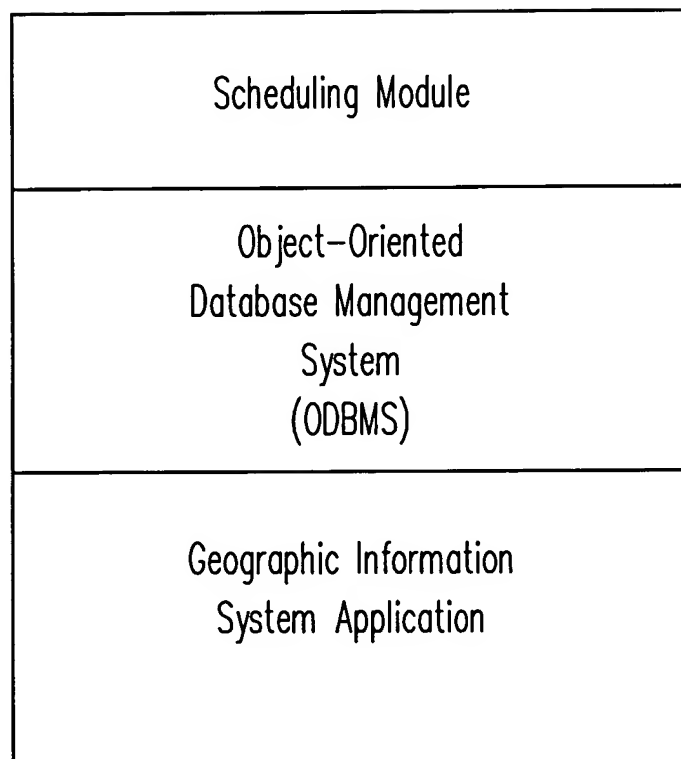 Scheduling Module
Object-Oriented
Database Management
System
(ODBMS)
Geographic Information
System Application